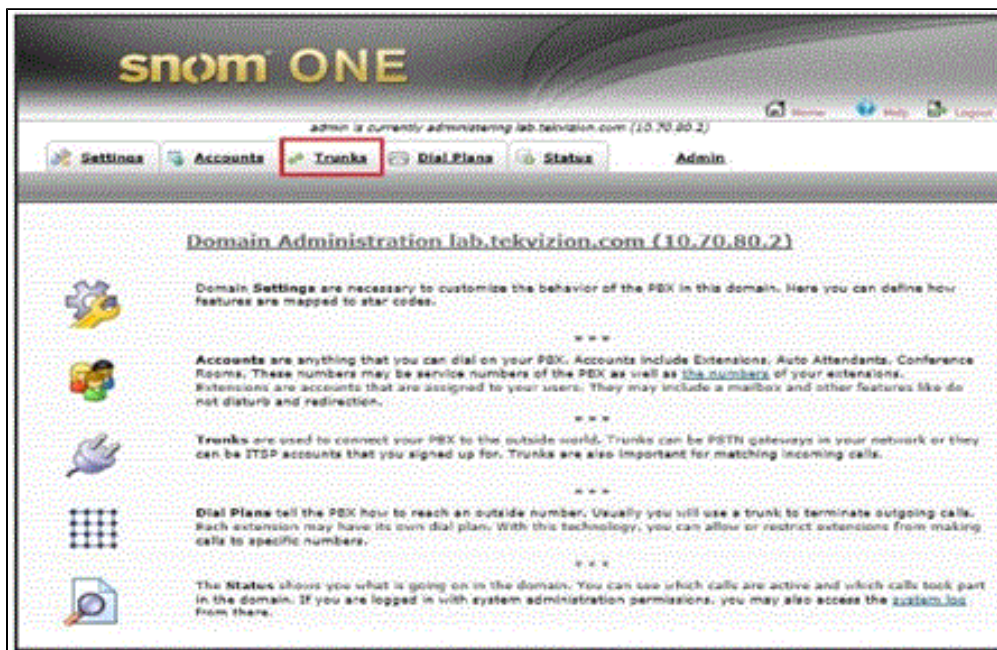 snom ONE
Home Help Logout
admin is currently administering lab.tekvizion.com (10.70.80.2)
Settings Accounts Trunks Dial Plans Status Admin
Domain Administration lab.tekvizion.com (10.70.80.2)
Domain Settings are necessary to customize the behavior of the PBX in this domain. Here you can define how
features are mapped to star codes.
* * *
Accounts are anything that you can dial on your PBX. Accounts include Extensions, Auto Attendants, Conference
Rooms. These numbers may be service numbers of the PBX as well as the numbers of your extensions.
Extensions are accounts that are assigned to your users. They may include a mailbox and other features like do
not disturb and redirection.
* * *
Trunks are used to connect your PBX to the outside world. Trunks can be PSTN gateways in your network or they
can be ITSP accounts that you signed up for. Trunks are also important for matching incoming calls.
* * *
Dial Plans tell the PBX how to reach an outside number. Usually you will use a trunk to terminate outgoing calls.
Each extension may have its own dial plan. With this technology, you can allow or restrict extensions from making
calls to specific numbers.
* * *
The Status shows you what is going on in the domain. You can see which calls are active and which calls took part
in the domain. If you are logged in with system administration permissions, you may also access the system log
from there.